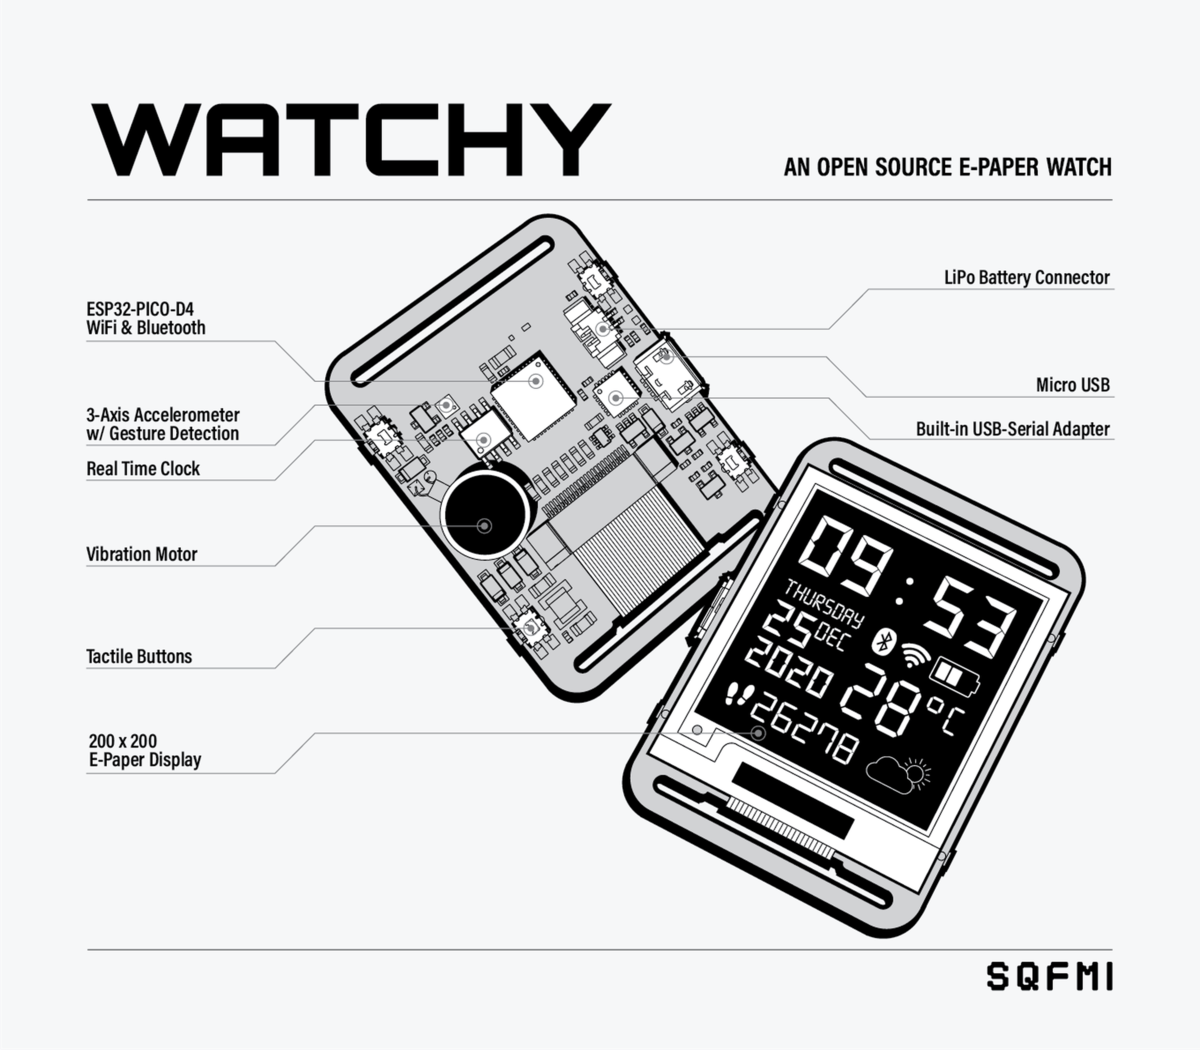 WATCHY
AN OPEN SOURCE E-PAPER WATCH
ESP32-PICO-D4
WiFi & Bluetooth
3-Axis Accelerometer
w/ Gesture Detection
Real Time Clock
Vibration Motor
Tactile Buttons
200 x 200
E-Paper Display
LiPo Battery Connector
Micro USB
Built-in USB-Serial Adapter
09:53
THURSDAY
25 DEC
2020 28°C
26278
SQFMI